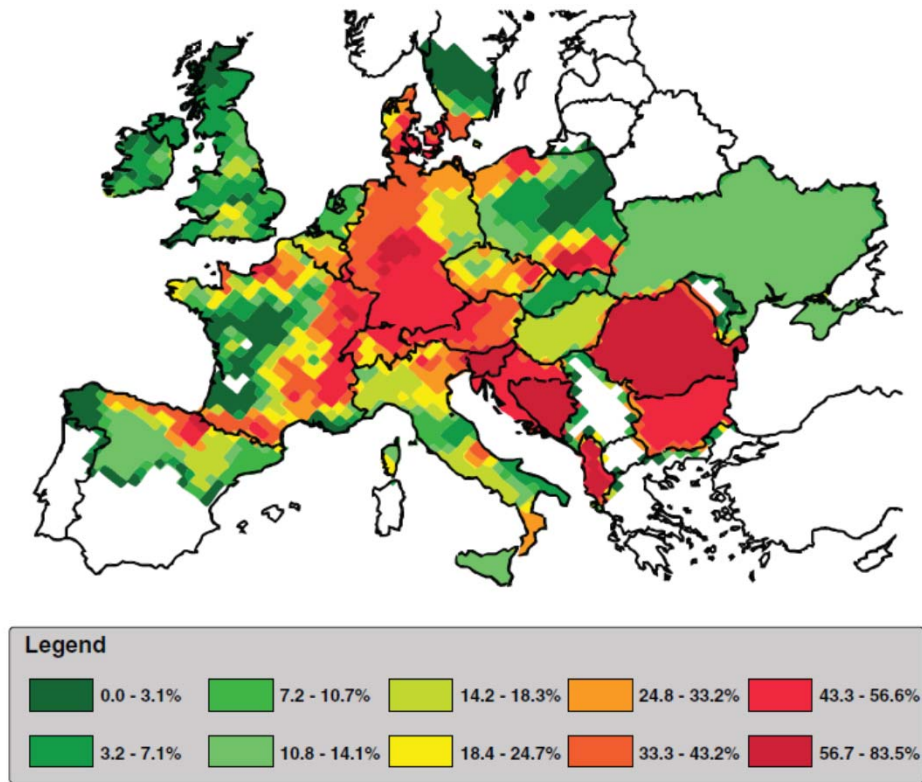 Legend
0.0 - 3.1% 7.2 - 10.7% 14.2 - 18.3% 24.8 - 33.2% 43.3 - 56.6%
3.2 - 7.1% 10.8 - 14.1% 18.4 - 24.7% 33.3 - 43.2% 56.7 - 83.5%